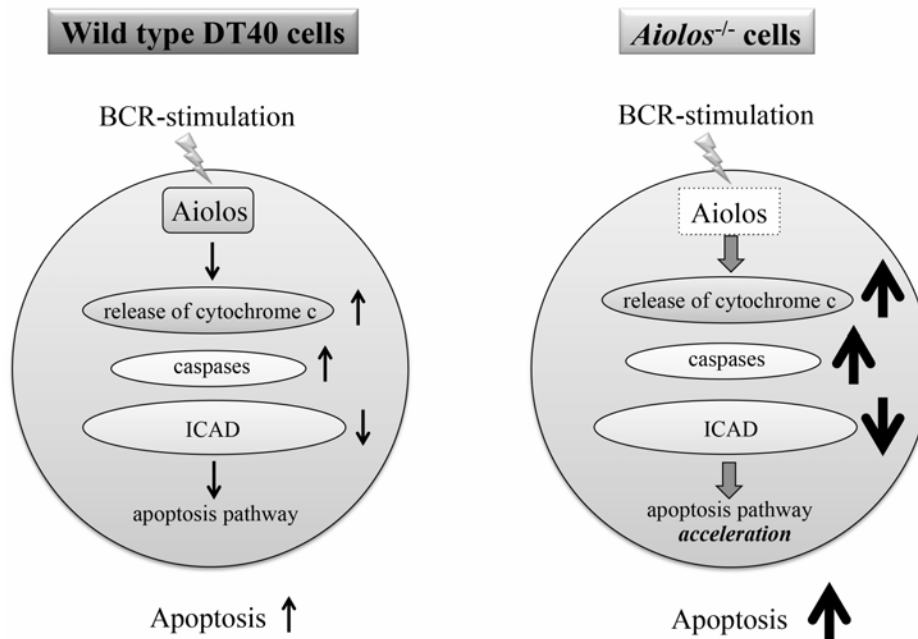 Wild type DT40 cells
BCR-stimulation
Aiolos
release of cytochrome c
caspases
ICAD
apoptosis pathway
Apoptosis
Aiolos-/- cells
BCR-stimulation
Aiolos
release of cytochrome c
caspases
ICAD
apoptosis pathway
acceleration
Apoptosis